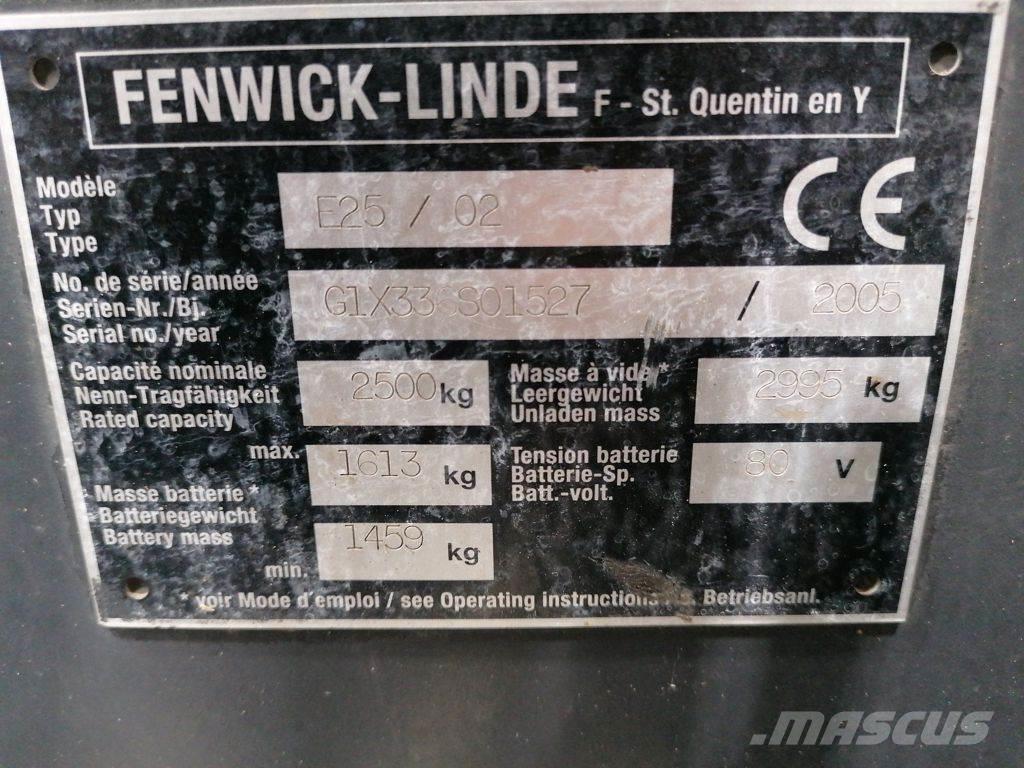 FENWICK-LINDE F - St. Quentin en Y
Modèle
Typ
Type
E25 / 02
CE
No. de série/année
Serien-Nr./Bj.
Serial no./year
G1X336S01527 / 2005
Capacité nominale
Nenn-Tragfähigkeit
Rated capacity
2500 kg
Masse à vide *
Leergewicht
Unladen mass
2995 kg
max. 1613 kg
Masse batterie *
Batteriegewicht
Battery mass
min. 1459 kg
Tension batterie
Batterie-Sp.
Batt.-volt.
80 V
* voir Mode d'emploi / see Operating instructions Betriebsanl.
MASCUS